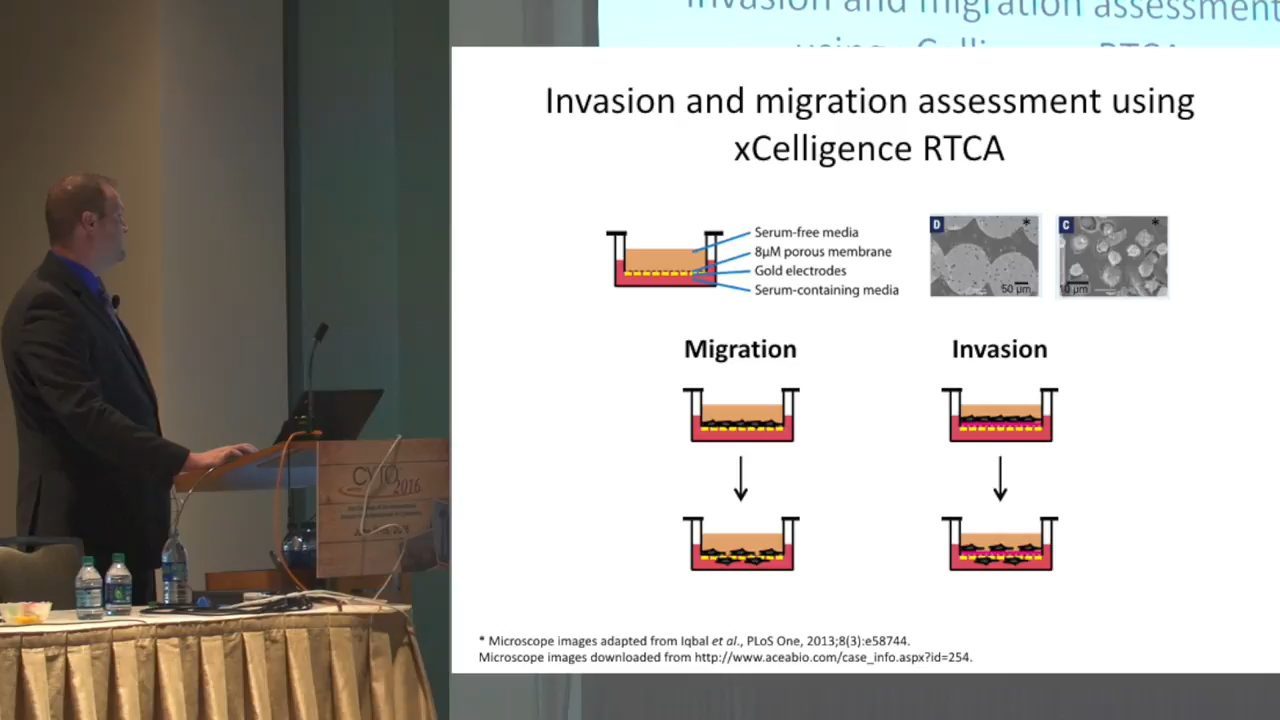 Invasion and migration assessment
using xCelligence RTCA
Invasion and migration assessment using
xCelligence RTCA
Serum-free media
8µM porous membrane
Gold electrodes
Serum-containing media
D
*
50 µm
C
*
10 µm
Migration
Invasion
CYTO
2016
* Microscope images adapted from Iqbal et al., PLoS One, 2013;8(3):e58744.
Microscope images downloaded from http://www.aceabio.com/case_info.aspx?id=254.